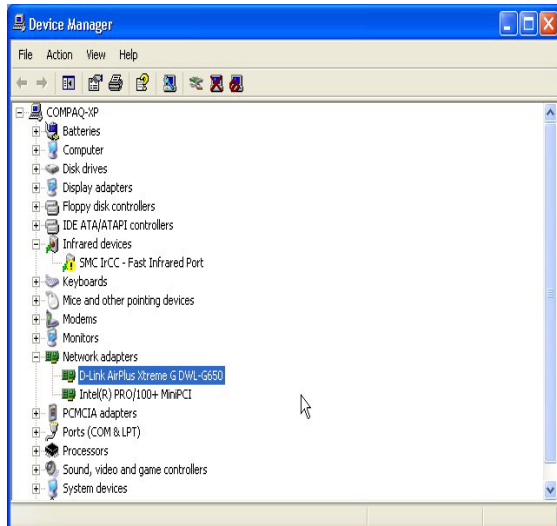 Device Manager
File Action View Help
COMPAQ-XP
Batteries
Computer
Disk drives
Display adapters
Floppy disk controllers
IDE ATA/ATAPI controllers
Infrared devices
SMC IrCC - Fast Infrared Port
Keyboards
Mice and other pointing devices
Modems
Monitors
Network adapters
D-Link AirPlus Xtreme G DWL-G650
Intel(R) PRO/100+ MiniPCI
PCMCIA adapters
Ports (COM & LPT)
Processors
Sound, video and game controllers
System devices